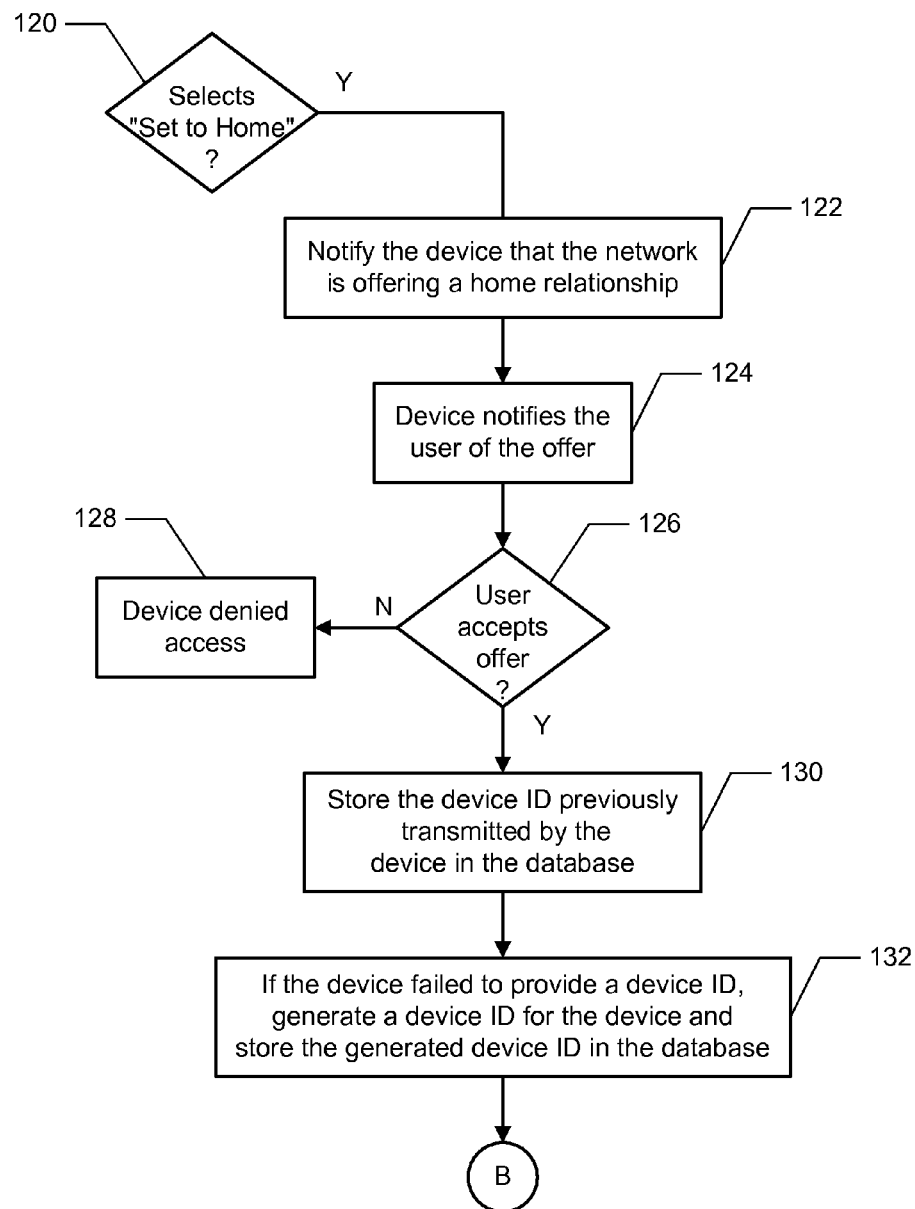 120
Selects
"Set to Home"
?
Y
122
Notify the device that the network
is offering a home relationship
124
Device notifies the
user of the offer
126
User
accepts
offer
?
N
128
Device denied
access
Y
130
Store the device ID previously
transmitted by the
device in the database
132
If the device failed to provide a device ID,
generate a device ID for the device and
store the generated device ID in the database
B